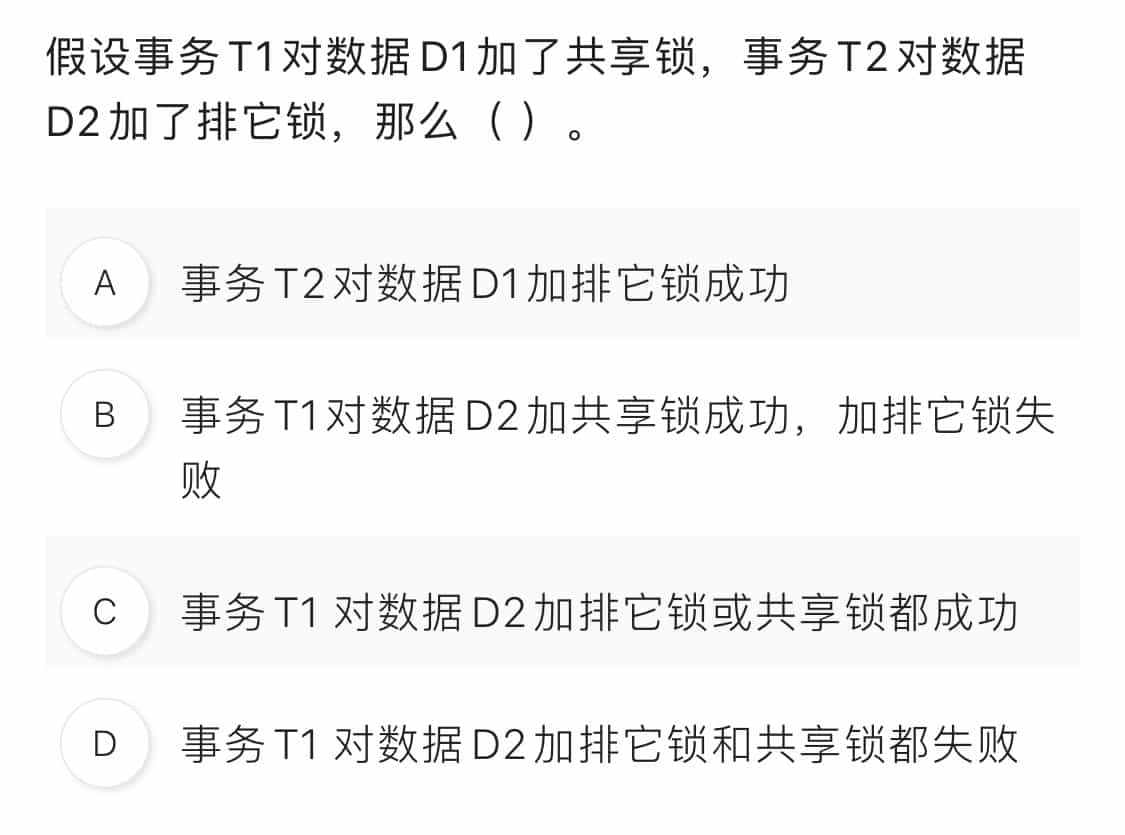 假设事务T1对数据D1加了共享锁，事务T2对数据
D2加了排它锁，那么（ ）。
A 事务T2对数据D1加排它锁成功
B 事务T1对数据D2加共享锁成功，加排它锁失
败
C 事务T1 对数据D2加排它锁或共享锁都成功
D 事务T1 对数据D2加排它锁和共享锁都失败